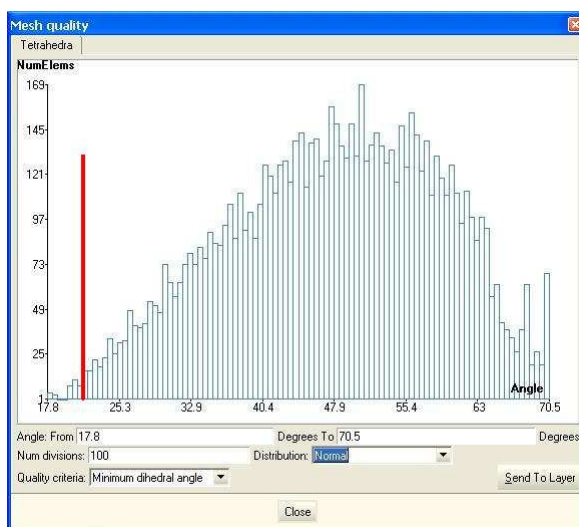 Mesh quality
Tetrahedra
NumElems
169
145
121
97
73
49
25
1
17.8 25.3 32.9 40.4 47.9 55.4 63 70.5
Angle
Angle: From 17.8 Degrees To 70.5 Degrees
Num divisions: 100 Distribution: Normal
Quality criteria: Minimum dihedral angle Send To Layer
Close